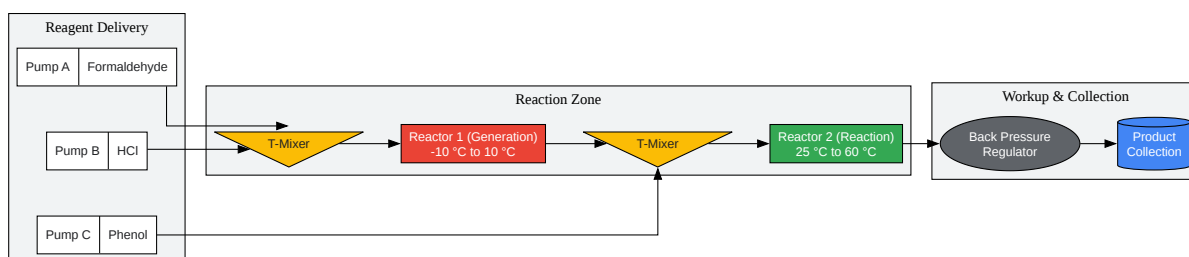 Reagent Delivery
Pump A Formaldehyde
Pump B HCl
Pump C Phenol
Reaction Zone
T-Mixer
Reactor 1 (Generation)
-10 °C to 10 °C
T-Mixer
Reactor 2 (Reaction)
25 °C to 60 °C
Workup & Collection
Back Pressure
Regulator
Product
Collection